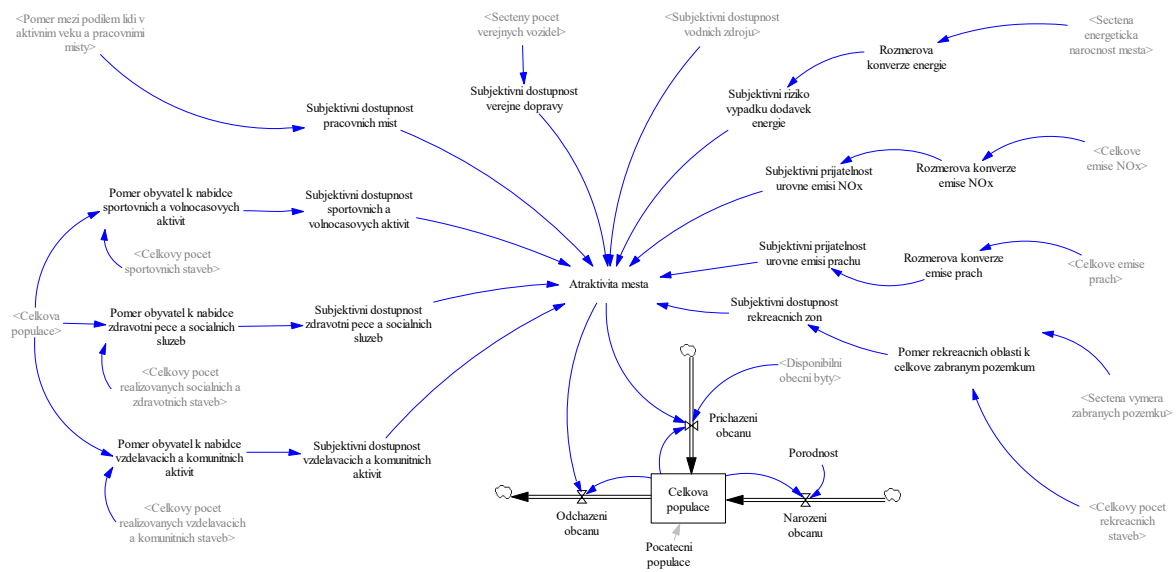 <Pomer mezi podilem lidi v
aktivnim veku a pracovnimi
misty>
<Secteny pocet
verejnych vozidel>
<Subjektivni dostupnost
vodnich zdroju>
<Sectena
energeticka
narocnost mesta>
Rozmerova
konverze energie
Subjektivni dostupnost
pracovnich mist
Subjektivni dostupnost
verejne dopravy
Subjektivni riziko
vypadku dodavek
energie
<Celkove
emise NOx>
Rozmerova konverze
emise NOx
Subjektivni prijatelnost
urovne emisi NOx
Pomer obyvatel k nabidce
sportovnich a volnocasovych
aktivit
Subjektivni dostupnost
sportovnich a
volnocasovych aktivit
<Celkovy pocet
sportovnich staveb>
Subjektivni prijatelnost
urovne emisi prachu
Rozmerova konverze
emise prach
<Celkove emise
prach>
Atraktivita mesta
<Celkova
populace>
Pomer obyvatel k nabidce
zdravotni pece a socialnich
sluzeb
Subjektivni dostupnost
zdravotni pece a socialnich
sluzeb
Subjektivni dostupnost
rekreacnich zon
<Celkovy pocet
realizovanych socialnich a
zdravotnich staveb>
<Disponibilni
obecni byty>
Pomer rekreacnich oblasti k
celkove zabranym pozemkum
<Sectena vymera
zabranych pozemku>
Prichazeni
obcanu
Pomer obyvatel k nabidce
vzdelavacich a komunitnich
aktivit
Subjektivni dostupnost
vzdelavacich a komunitnich
aktivit
Porodnost
<Celkovy pocet
realizovanych vzdelavacich
a komunitnich staveb>
Celkova
populace
Odchazeni
obcanu
Narozeni
obcanu
<Celkovy pocet
rekreacnich
staveb>
Pocatecni
populace